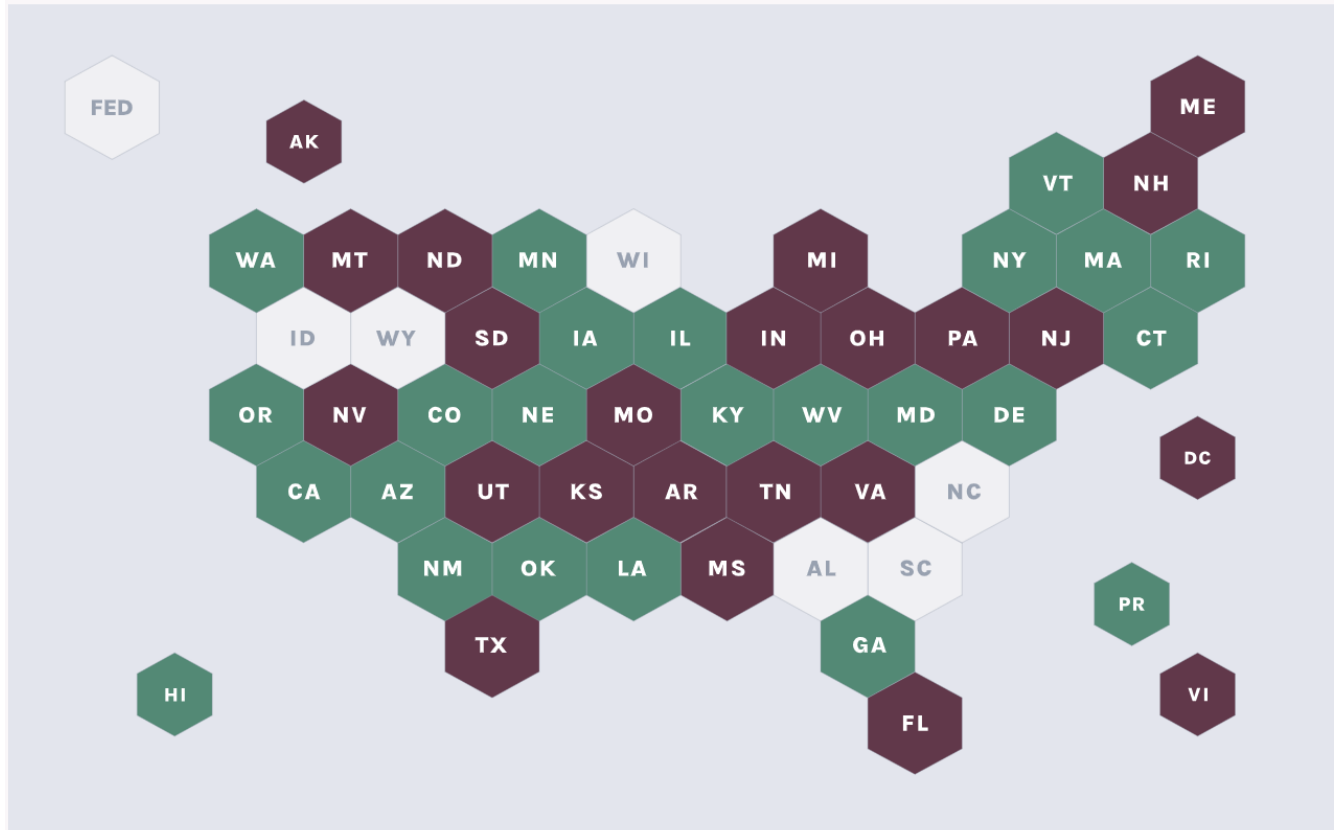 FED
AK
ME
VT NH
WA MT ND MN WI MI NY MA RI
ID WY SD IA IL IN OH PA NJ CT
OR NV CO NE MO KY WV MD DE
DC
CA AZ UT KS AR TN VA NC
NM OK LA MS AL SC
PR
TX GA
HI VI
FL